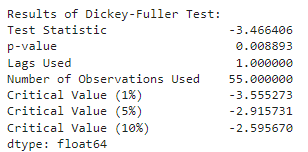 Results of Dickey-Fuller Test:
Test Statistic -3.466406
p-value 0.008893
Lags Used 1.000000
Number of Observations Used 55.000000
Critical Value (1%) -3.555273
Critical Value (5%) -2.915731
Critical Value (10%) -2.595670
dtype: float64